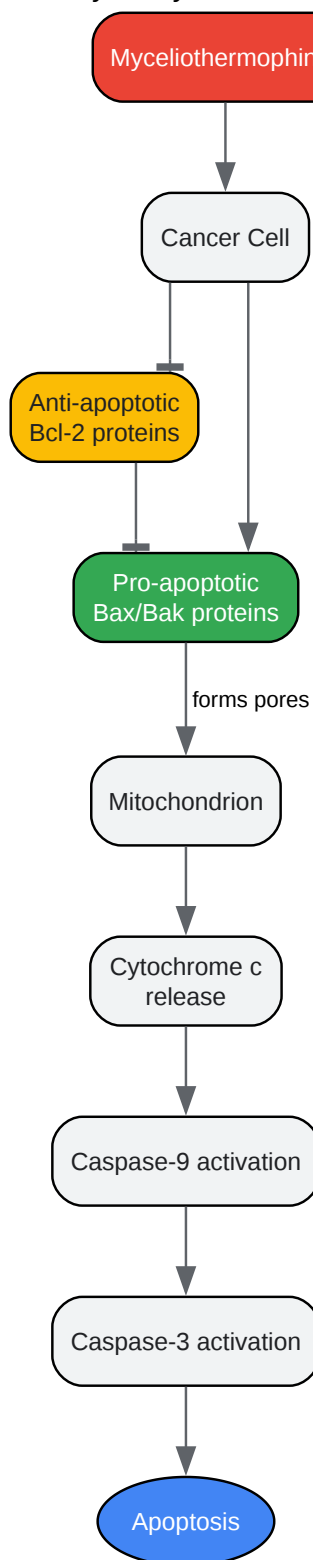 Myceliothermophin
Cancer Cell
Anti-apoptotic
Bcl-2 proteins
Pro-apoptotic
Bax/Bak proteins
forms pores
Mitochondrion
Cytochrome c
release
Caspase-9 activation
Caspase-3 activation
Apoptosis